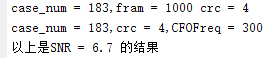 case_num = 183,fram = 1000 crc = 4
case_num = 183,crc = 4,CFOFreq = 300
以上是SNR = 6.7 的结果